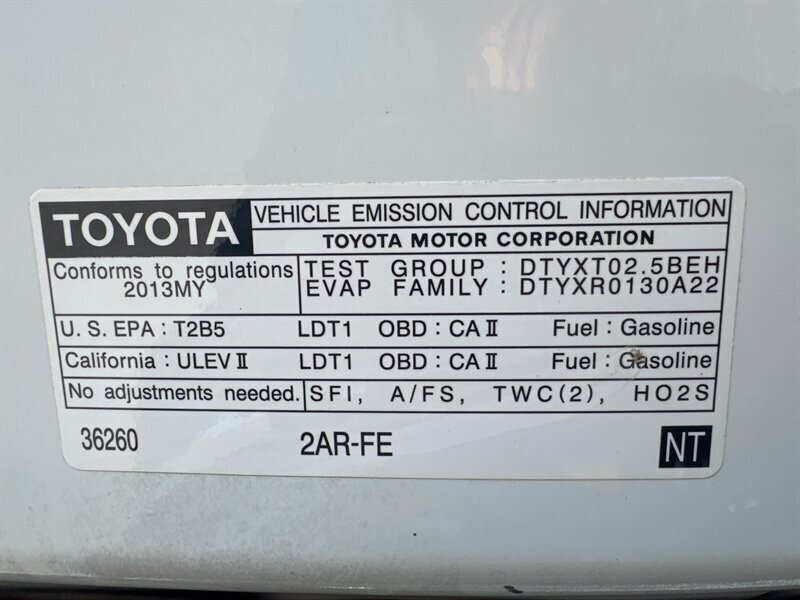 TOYOTA VEHICLE EMISSION CONTROL INFORMATION
TOYOTA MOTOR CORPORATION
Conforms to regulations TEST GROUP : DTYXT02.5BEH
2013MY EVAP FAMILY : DTYXR0130A22
U.S. EPA : T2B5 LDT1 OBD : CA II Fuel : Gasoline
California : ULEV II LDT1 OBD : CA II Fuel : Gasoline
No adjustments needed. SFI, A/FS, TWC(2), HO2S
36260 2AR-FE NT